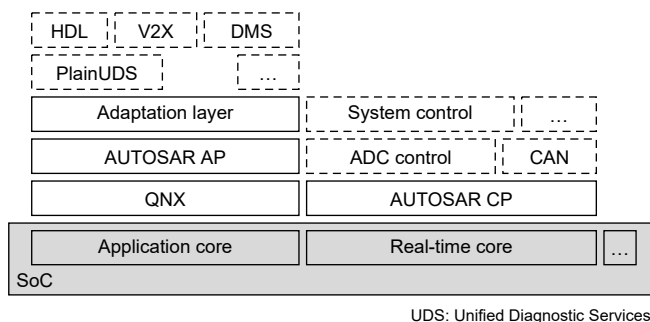 HDL V2X DMS
PlainUDS …
Adaptation layer System control …
AUTOSAR AP ADC control CAN
QNX AUTOSAR CP
Application core Real-time core …
SoC
UDS: Unified Diagnostic Services